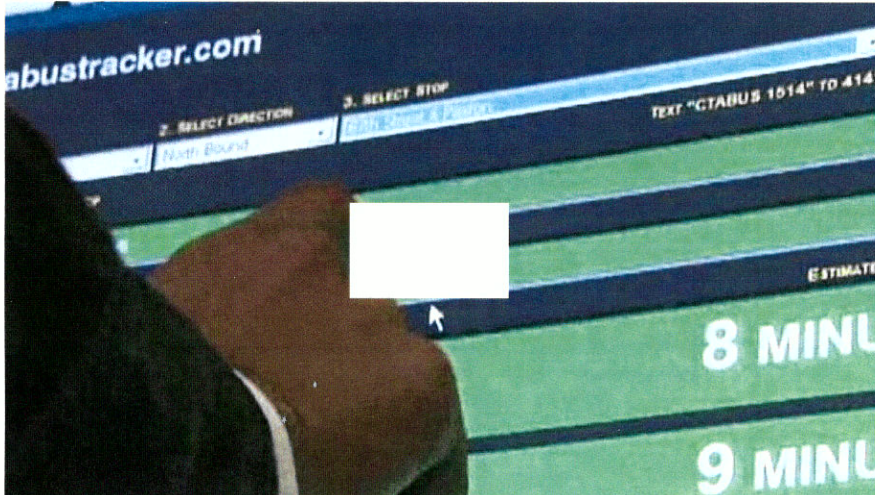 abustracker.com
2. SELECT DIRECTION
3. SELECT STOP
North Bound
TEXT "CTABUS 1514" TO 414
ESTIMATE
8 MINU
9 MINU